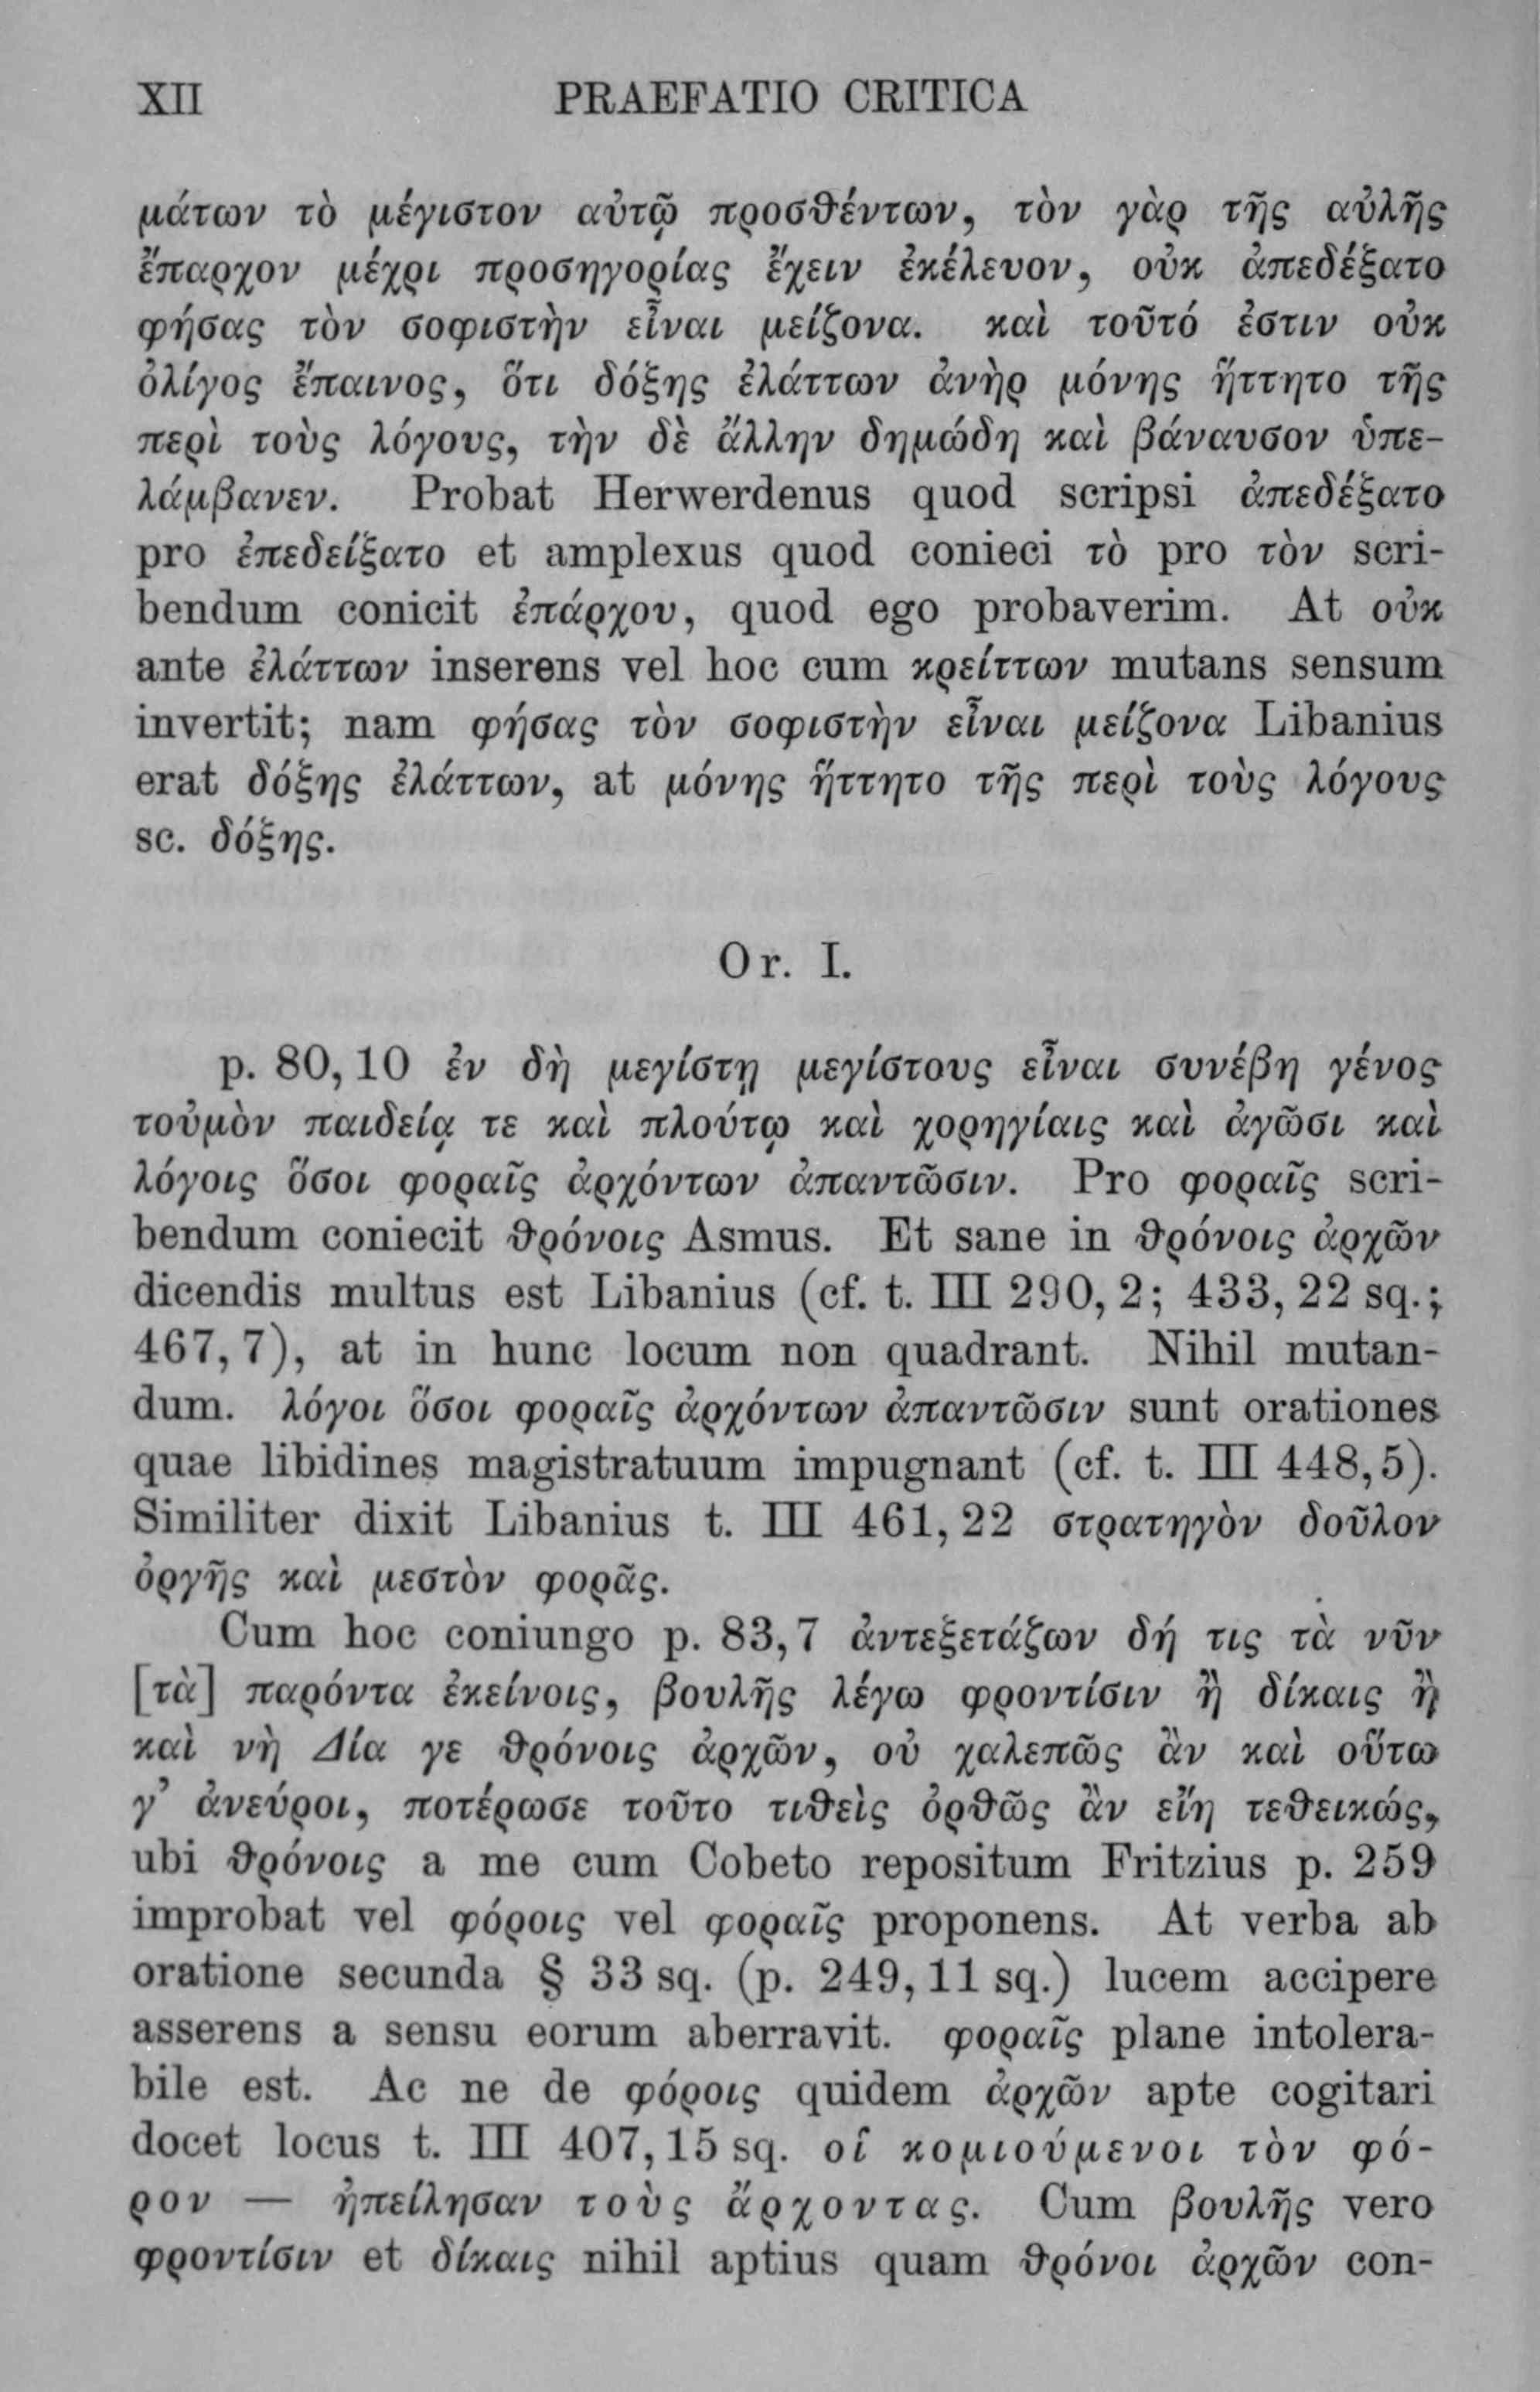 XII PRAEFATIO CRITICA
μάτων τὸ μέγιστον αὐτῷ προσθέντων, τὸν γὰρ τῆς αὐλῆς
ἔπαρχον μέχρι προσηγορίας ἔχειν ἐκέλευον, οὐκ ἀπεδέξατο
φήσας τὸν σοφιστὴν εἶναι μείζονα. καὶ τοῦτό ἐστιν οὐκ
ὀλίγος ἔπαινος, ὅτι δόξης ἐλάττων ἀνὴρ μόνης ἥττητο τῆς
περὶ τοὺς λόγους, τὴν δὲ ἄλλην δημώδη καὶ βάναυσον ὑπε-
λάμβανεν. Probat Herwerdenus quod scripsi ἀπεδέξατο
pro ἐπεδείξατο et amplexus quod conieci τὸ pro τὸν scri-
bendum conicit ἐπάρχου, quod ego probaverim. At οὐκ
ante ἐλάττων inserens vel hoc cum κρείττων mutans sensum
invertit; nam φήσας τὸν σοφιστὴν εἶναι μείζονα Libanius
erat δόξης ἐλάττων, at μόνης ἥττητο τῆς περὶ τοὺς λόγους
sc. δόξης.
Or. I.
p. 80, 10 ἐν δὴ μεγίστῃ μεγίστους εἶναι συνέβη γένος
τοὐμὸν παιδείᾳ τε καὶ πλούτῳ καὶ χορηγίαις καὶ ἀγῶσι καὶ
λόγοις ὅσοι φοραῖς ἀρχόντων ἀπαντῶσιν. Pro φοραῖς scri-
bendum coniecit θρόνοις Asmus. Et sane in θρόνοις ἀρχῶν
dicendis multus est Libanius (cf. t. III 290, 2; 433, 22 sq.;
467, 7), at in hunc locum non quadrant. Nihil mutan-
dum. λόγοι ὅσοι φοραῖς ἀρχόντων ἀπαντῶσιν sunt orationes
quae libidines magistratuum impugnant (cf. t. III 448, 5).
Similiter dixit Libanius t. III 461, 22 στρατηγὸν δοῦλον
ὀργῆς καὶ μεστὸν φορᾶς.
Cum hoc coniungo p. 83, 7 ἀντεξετάζων δή τις τὰ νῦν
[τὰ] παρόντα ἐκείνοις, βουλῆς λέγω φροντίσιν ἢ δίκαις ἢ
καὶ νὴ Δία γε θρόνοις ἀρχῶν, οὐ χαλεπῶς ἂν καὶ οὕτω
γ’ ἀνεύροι, ποτέρωσε τοῦτο τιθεὶς ὀρθῶς ἂν εἴη τεθεικώς,
ubi θρόνοις a me cum Cobeto repositum Fritzius p. 259
improbat vel φόροις vel φοραῖς proponens. At verba ab
oratione secunda § 33 sq. (p. 249, 11 sq.) lucem accipere
asserens a sensu eorum aberravit. φοραῖς plane intolera-
bile est. Ac ne de φόροις quidem ἀρχῶν apte cogitari
docet locus t. III 407, 15 sq. οἱ κομιούμενοι τὸν φό-
ρον — ἠπείλησαν τοὺς ἄρχοντας. Cum βουλῆς vero
φροντίσιν et δίκαις nihil aptius quam θρόνοι ἀρχῶν con-